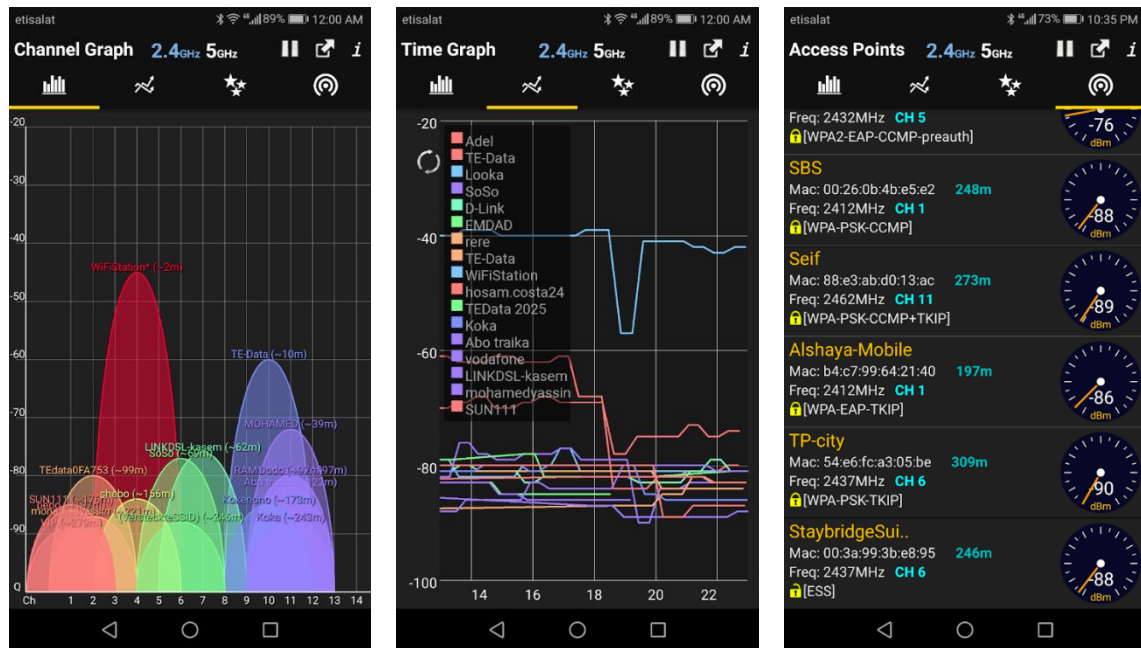 etisalat 89% 12:00 AM
Channel Graph 2.4GHz 5GHz i
-20
-30
-40
WiFiStation* (~2m)
-50
-60
TE-Data (~10m)
-70
MOHAMED (~39m)
LINKDSL-kasem (~62m)
SoSo (~69m)
-80
TEdata0FA753 (~99m)
shebo (~156m)
Kokenono (~173m)
(VersteckteSSID) (~246m)
Koka (~243m)
VIP (~279m)
-90
Q
Ch 1 2 3 4 5 6 7 8 9 10 11 12 13 14
etisalat 89% 12:00 AM
Time Graph 2.4GHz 5GHz i
-20
Adel
TE-Data
Looka
SoSo
D-Link
EMDAD
rere
TE-Data
WiFiStation
hosam.costa24
TEData 2025
Koka
Abo traika
vodafone
LINKDSL-kasem
mohamedyassin
SUN111
-40
-60
-80
-100
14 16 18 20 22
etisalat 73% 10:35 PM
Access Points 2.4GHz 5GHz i
Freq: 2432MHz CH 5
[WPA2-EAP-CCMP-preauth]
-76
dBm
SBS
Mac: 00:26:0b:4b:e5:e2 248m
Freq: 2412MHz CH 1
[WPA-PSK-CCMP]
-88
dBm
Seif
Mac: 88:e3:ab:d0:13:ac 273m
Freq: 2462MHz CH 11
[WPA-PSK-CCMP+TKIP]
-89
dBm
Alshaya-Mobile
Mac: b4:c7:99:64:21:40 197m
Freq: 2412MHz CH 1
[WPA-EAP-TKIP]
-86
dBm
TP-city
Mac: 54:e6:fc:a3:05:be 309m
Freq: 2437MHz CH 6
[WPA-PSK-TKIP]
-90
dBm
StaybridgeSui..
Mac: 00:3a:99:3b:e8:95 246m
Freq: 2437MHz CH 6
[ESS]
-88
dBm